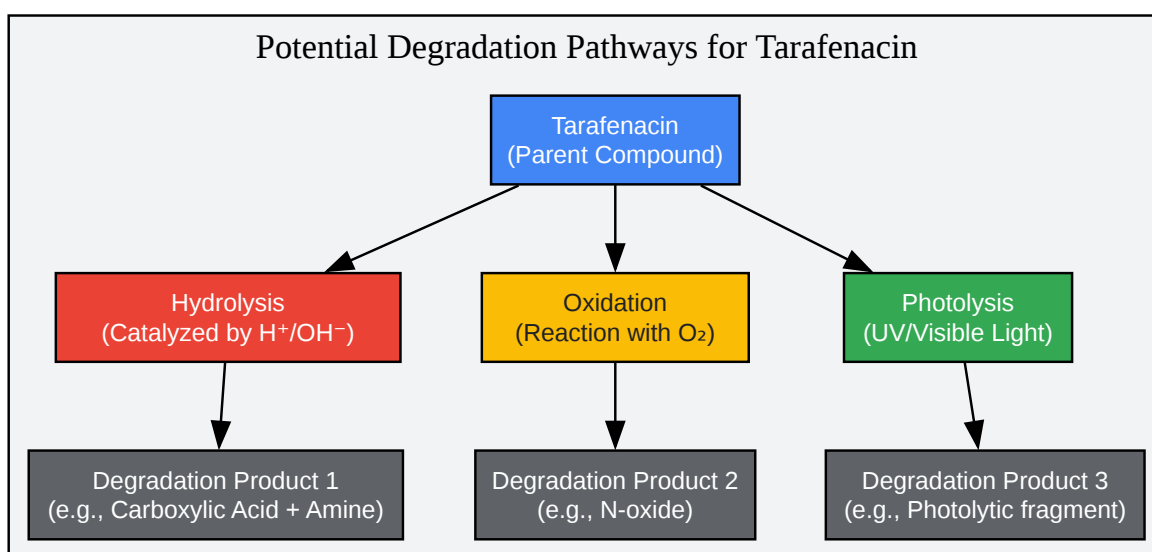 Potential Degradation Pathways for Tarafenacin
Tarafenacin
(Parent Compound)
Hydrolysis
(Catalyzed by H⁺/OH⁻)
Oxidation
(Reaction with O₂)
Photolysis
(UV/Visible Light)
Degradation Product 1
(e.g., Carboxylic Acid + Amine)
Degradation Product 2
(e.g., N-oxide)
Degradation Product 3
(e.g., Photolytic fragment)